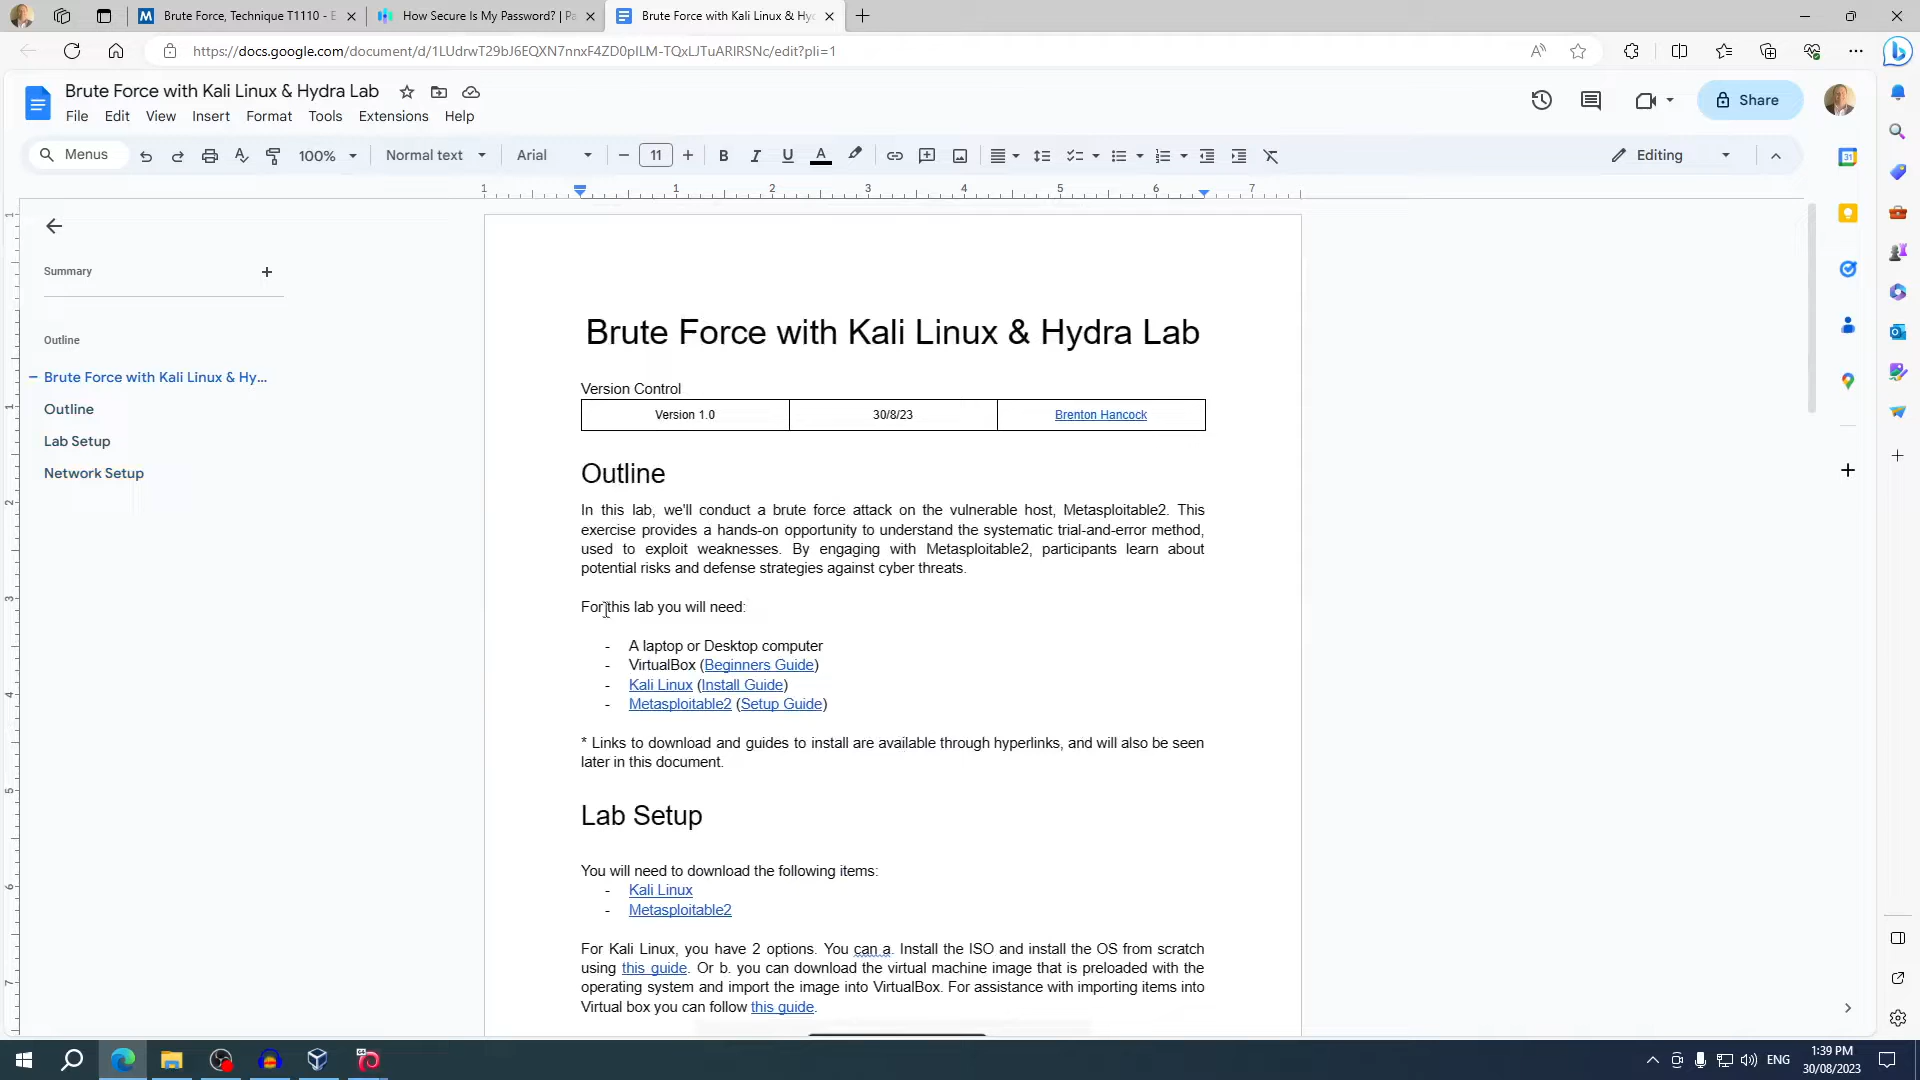 Brute Force, Technique T1110 - E
How Secure Is My Password? | Pa
Brute Force with Kali Linux & Hy
https://docs.google.com/document/d/1LUdrwT29bJ6EQXN7nnxF4ZD0pILM-TQxLJTuARlRSNc/edit?pli=1
Brute Force with Kali Linux & Hydra Lab
File Edit View Insert Format Tools Extensions Help
Share
Menus
100%
Normal text
Arial
11
Editing
1 1 2 3 4 5 6 7
Summary
Outline
Brute Force with Kali Linux & Hy...
Outline
Lab Setup
Network Setup
Brute Force with Kali Linux & Hydra Lab
Version Control
Version 1.0 30/8/23 Brenton Hancock
Outline
In this lab, we'll conduct a brute force attack on the vulnerable host, Metasploitable2. This
exercise provides a hands-on opportunity to understand the systematic trial-and-error method,
used to exploit weaknesses. By engaging with Metasploitable2, participants learn about
potential risks and defense strategies against cyber threats.
For this lab you will need:
- A laptop or Desktop computer
- VirtualBox (Beginners Guide)
- Kali Linux (Install Guide)
- Metasploitable2 (Setup Guide)
* Links to download and guides to install are available through hyperlinks, and will also be seen
later in this document.
Lab Setup
You will need to download the following items:
- Kali Linux
- Metasploitable2
For Kali Linux, you have 2 options. You can a. Install the ISO and install the OS from scratch
using this guide. Or b. you can download the virtual machine image that is preloaded with the
operating system and import the image into VirtualBox. For assistance with importing items into
Virtual box you can follow this guide.
ENG
1:39 PM
30/08/2023